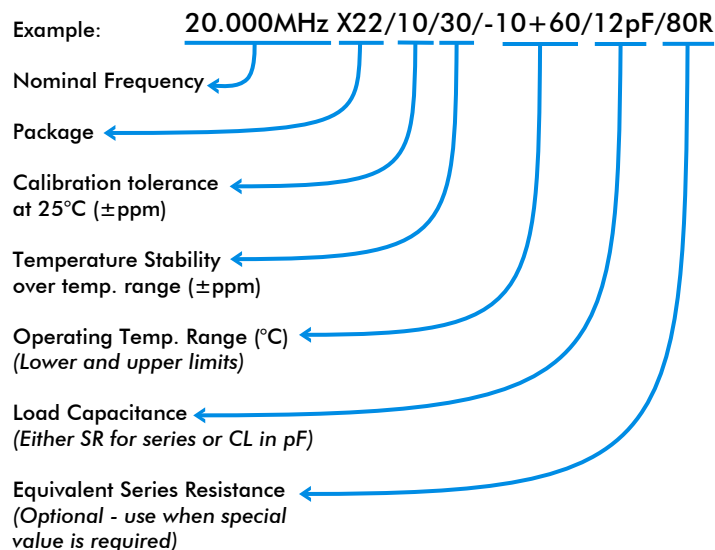 Example: 20.000MHz X22/10/30/-10+60/12pF/80R
Nominal Frequency
Package
Calibration tolerance
at 25°C (±ppm)
Temperature Stability
over temp. range (±ppm)
Operating Temp. Range (°C)
(Lower and upper limits)
Load Capacitance
(Either SR for series or CL in pF)
Equivalent Series Resistance
(Optional - use when special
value is required)